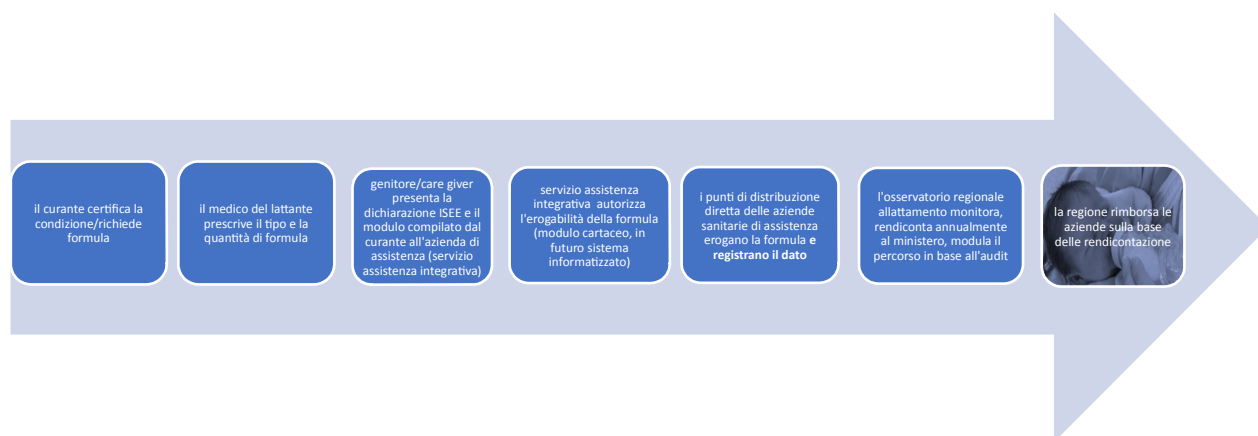 il curante certifica la
condizione/richiede
formula
il medico del lattante
prescrive il tipo e la
quantità di formula
genitore/care giver
presenta la
dichiarazione ISEE e il
modulo compilato dal
curante all'azienda di
assistenza (servizio
assistenza integrativa)
servizio assistenza
integrativa autorizza
l'erogabilità della formula
(modulo cartaceo, in
futuro sistema
informatizzato)
i punti di distribuzione
diretta delle aziende
sanitarie di assistenza
erogano la formula e
registrano il dato
l'osservatorio regionale
allattamento monitora,
rendiconta annualmente
al ministero, modula il
percorso in base all'audit
la regione rimborsa le
aziende sulla base
delle rendicontazione